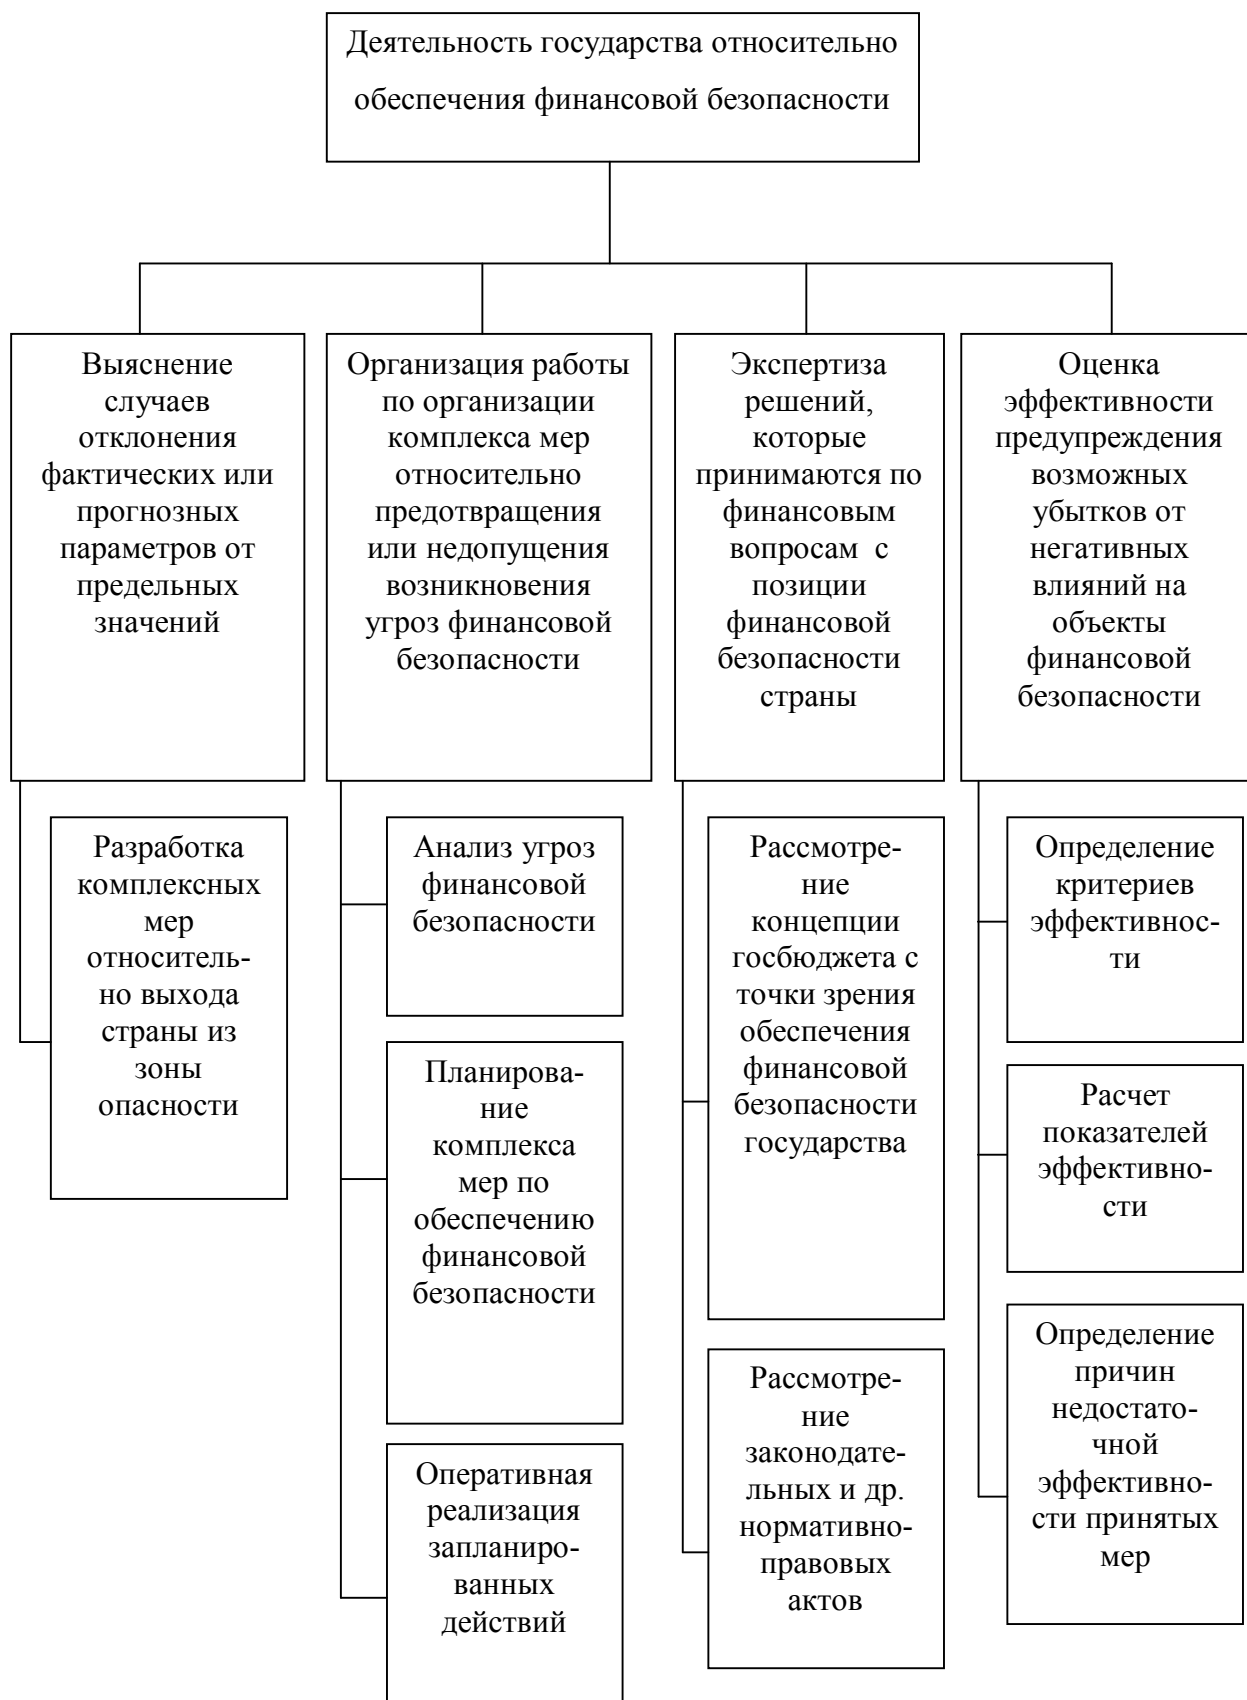 Деятельность государства относительно
обеспечения финансовой безопасности
Выяснение
случаев
отклонения
фактических или
прогнозных
параметров от
предельных
значений
Организация работы
по организации
комплекса мер
относительно
предотвращения
или недопущения
возникновения
угроз финансовой
безопасности
Экспертиза
решений,
которые
принимаются по
финансовым
вопросам с
позиции
финансовой
безопасности
страны
Оценка
эффективности
предупреждения
возможных
убытков от
негативных
влияний на
объекты
финансовой
безопасности
Разработка
комплексных
мер
относитель-
но выхода
страны из
зоны
опасности
Анализ угроз
финансовой
безопасности
Планирова-
ние
комплекса
мер по
обеспечению
финансовой
безопасности
Оперативная
реализация
запланиро-
ванных
действий
Рассмотре-
ние
концепции
госбюджета с
точки зрения
обеспечения
финансовой
безопасности
государства
Рассмотре-
ние
законодате-
льных и др.
нормативно-
правовых
актов
Определение
критериев
эффективнос-
ти
Расчет
показателей
эффективно-
сти
Определение
причин
недостато-
чной
эффективно-
сти принятых
мер